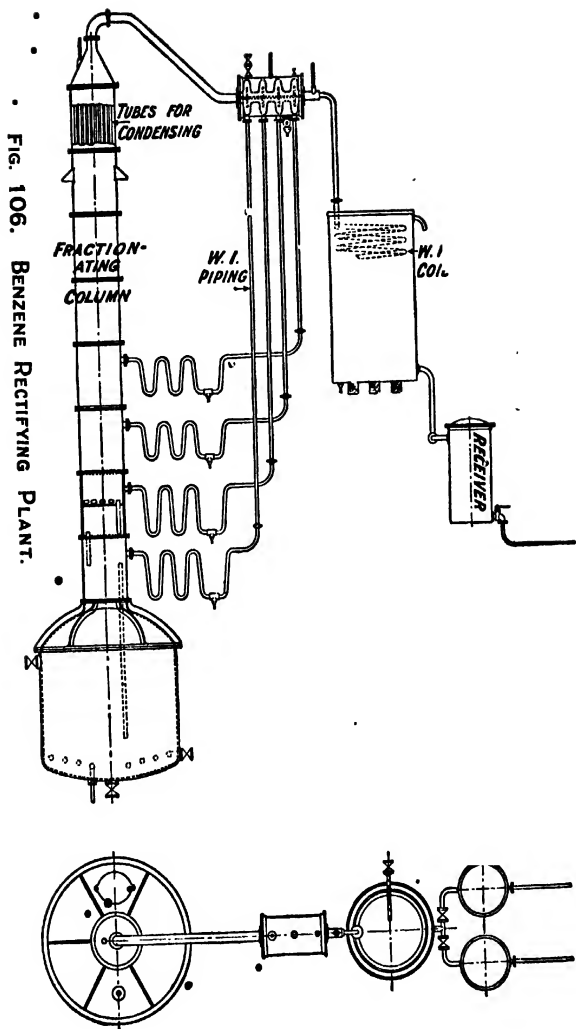 TUBES FOR
CONDENSING
FRACTION-
ATING
COLUMN
W. I.
PIPING
W. I
COIL
RECEIVER
FIG. 106. BENZENE RECTIFYING PLANT.